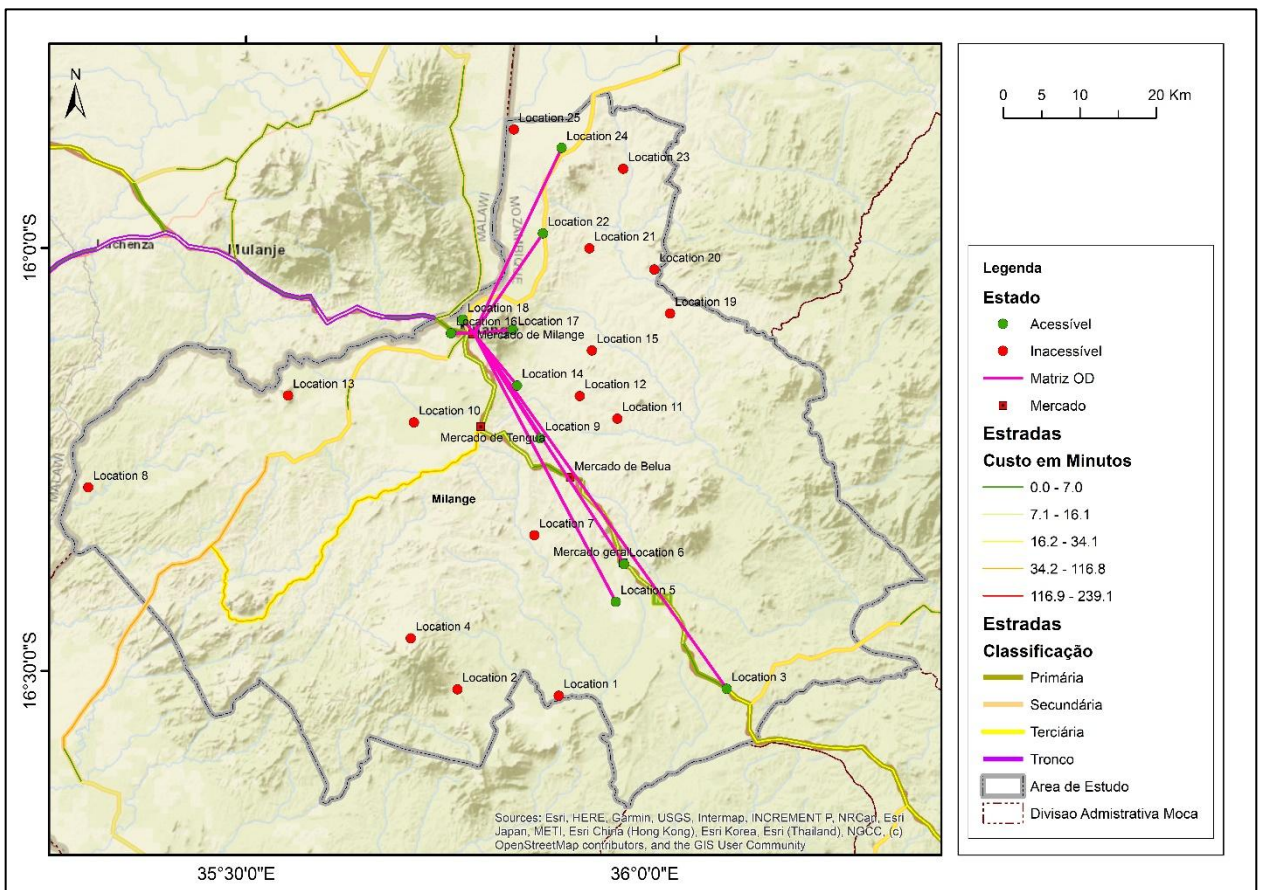 N
Location 25
Location 24
Location 23
MALAWI
MOZAMBIQUE
Location 22
Location 21
Location 20
Mulanje
Location 19
Location 18
Location 16
Location 17
Mercado de Milange
Location 15
Location 14
Location 13
Location 12
Location 11
Location 10
Location 9
Mercado de Tengua
Mercado de Belua
Location 8
MALAWI
Milange
Location 7
Mercado geral
Location 6
Location 5
Location 4
Location 3
Location 2
Location 1
Sources: Esri, HERE, Garmin, USGS, Intermap, INCREMENT P, NRCan, Esri
Japan, METI, Esri China (Hong Kong), Esri Korea, Esri (Thailand), NGCC, (c)
OpenStreetMap contributors, and the GIS User Community
16°0'0"S
16°30'0"S
35°30'0"E
36°0'0"E
0 5 10 20 Km
Legenda
Estado
Acessível
Inacessível
Matriz OD
Mercado
Estradas
Custo em Minutos
0.0 - 7.0
7.1 - 16.1
16.2 - 34.1
34.2 - 116.8
116.9 - 239.1
Estradas
Classificação
Primária
Secundária
Terciária
Tronco
Area de Estudo
Divisao Admistrativa Moca